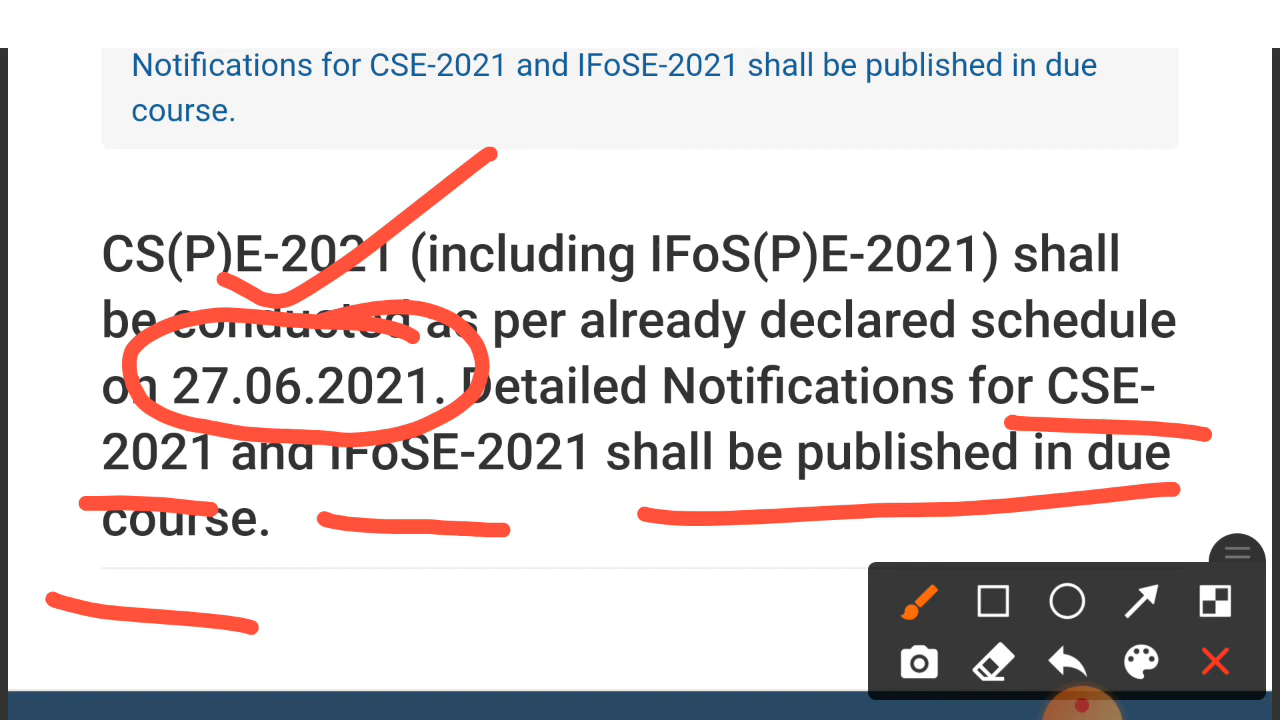 Notifications for CSE-2021 and IFoSE-2021 shall be published in due
course.
CS(P)E-2021 (including IFoS(P)E-2021) shall
be conducted as per already declared schedule
on 27.06.2021. Detailed Notifications for CSE-
2021 and IFoSE-2021 shall be published in due
course.